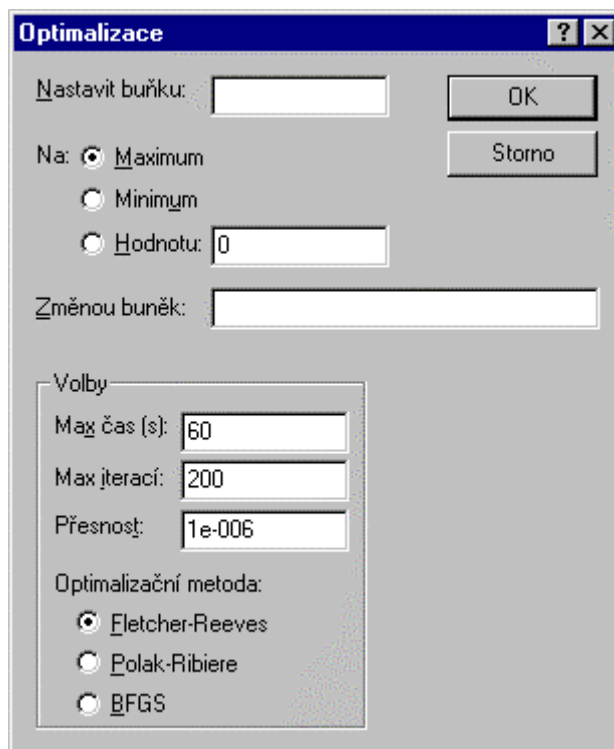 Optimalizace
Nastavit buňku:
OK
Na: Maximum
Storno
Minimum
Hodnotu: 0
Změnou buněk:
Volby
Max čas (s): 60
Max iterací: 200
Přesnost: 1e-006
Optimalizační metoda:
Fletcher-Reeves
Polak-Ribiere
BFGS